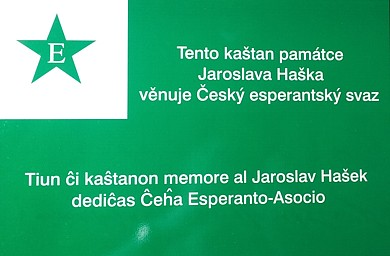 E
Tento kaštan památce
Jaroslava Haška
věnuje Český esperantský svaz
Tiun ĉi kaŝtanon memore al Jaroslav Hašek
dediĉas Ĉeĥa Esperanto-Asocio